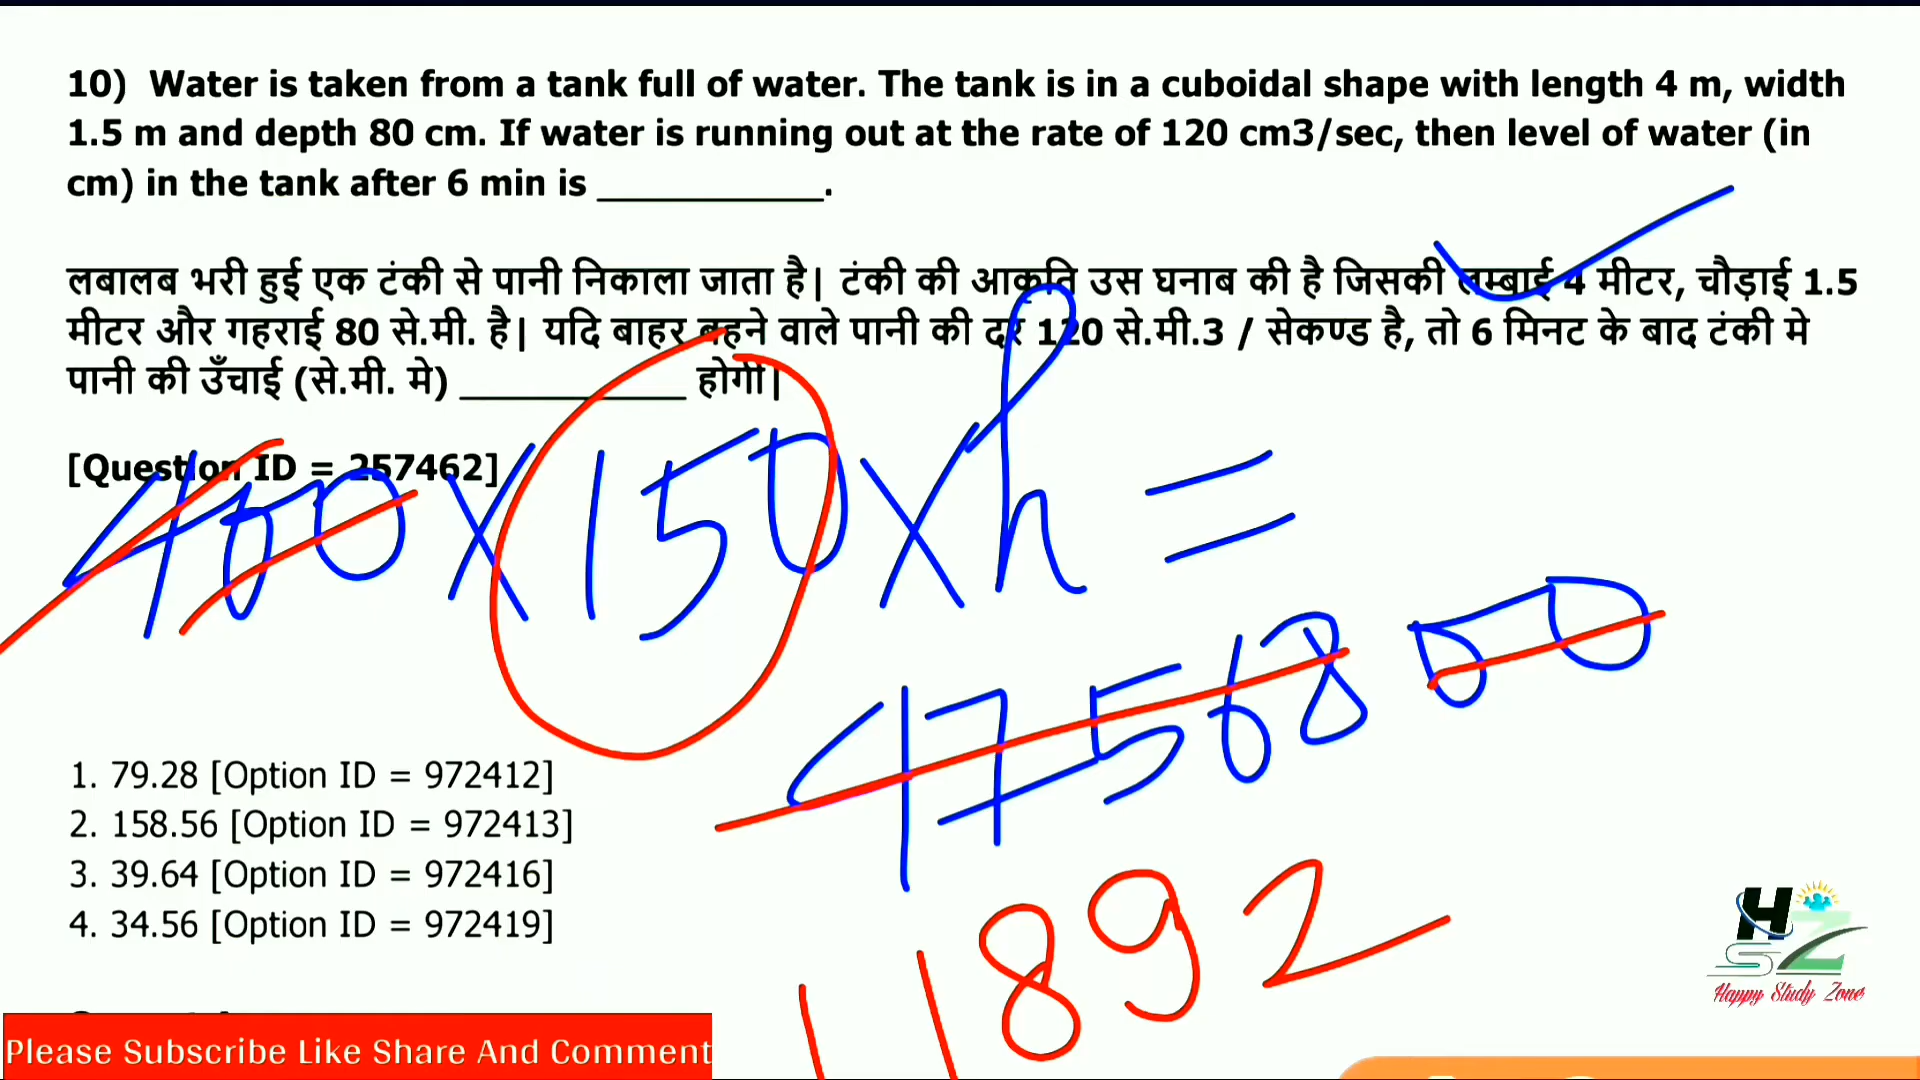 10) Water is taken from a tank full of water. The tank is in a cuboidal shape with length 4 m, width
1.5 m and depth 80 cm. If water is running out at the rate of 120 cm3/sec, then level of water (in
cm) in the tank after 6 min is ____________.
लबालब भरी हुई एक टंकी से पानी निकाला जाता है| टंकी की आकृति उस घनाब की है जिसकी लम्बाई 4 मीटर, चौड़ाई 1.5
मीटर और गहराई 80 से.मी. है| यदि बाहर बहने वाले पानी की दर 120 से.मी.3 / सेकण्ड है, तो 6 मिनट के बाद टंकी मे
पानी की उँचाई (से.मी. मे) ____________ होगी|
[Question ID = 257462]
400 × 150 × h =
4756800
1. 79.28 [Option ID = 972412]
2. 158.56 [Option ID = 972413]
3. 39.64 [Option ID = 972416]
4. 34.56 [Option ID = 972419]
11892
HSZ
Happy Study Zone
Please Subscribe Like Share And Comment